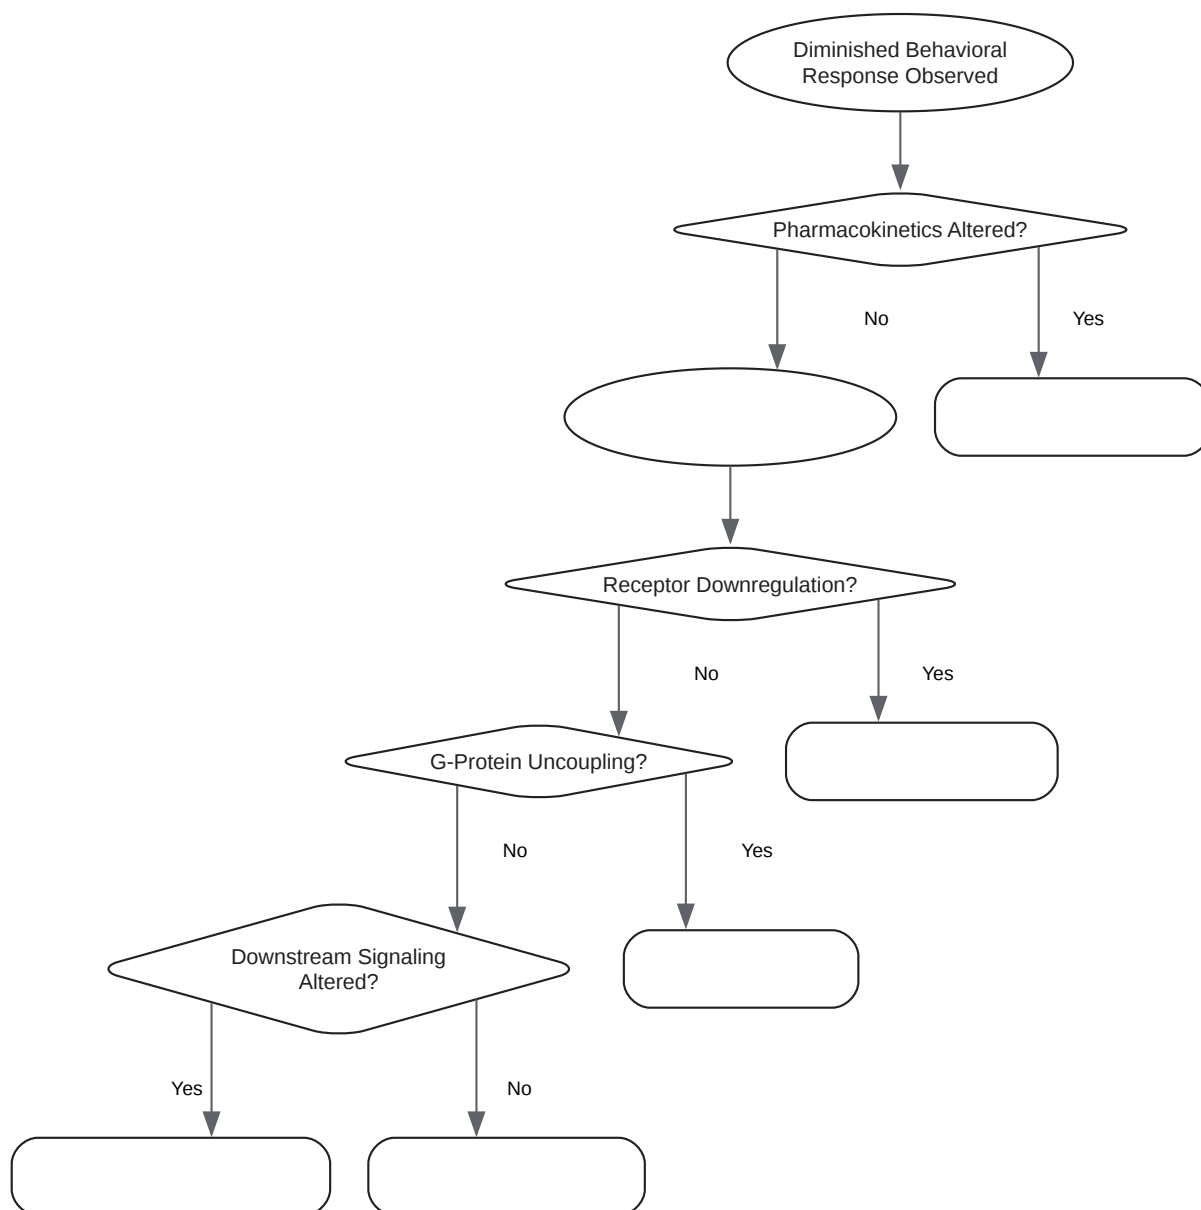 Diminished Behavioral
Response Observed
Pharmacokinetics Altered?
No
Yes
Receptor Downregulation?
No
Yes
G-Protein Uncoupling?
No
Yes
Downstream Signaling
Altered?
Yes
No